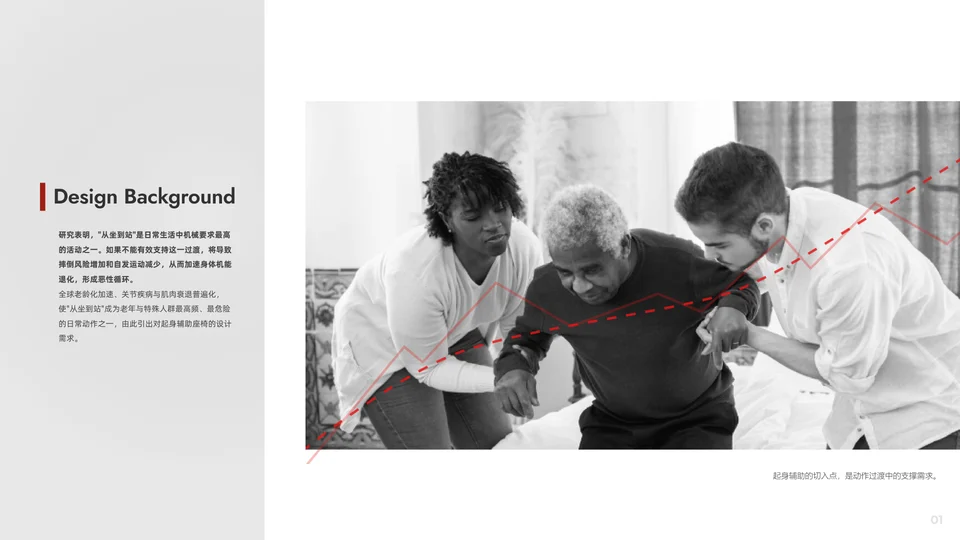 Design Background
研究表明，“从坐到站”是日常生活中机械要求最高
的活动之一。如果不能有效支持这一过渡，将导致
摔倒风险增加和自发运动减少，从而加速身体机能
退化，形成恶性循环。
全球老龄化加速、关节疾病与肌肉衰退普遍化，
使“从坐到站”成为老年与特殊人群最高频、最危险
的日常动作之一，由此引出对起身辅助座椅的设计
需求。
起身辅助的切入点，是动作过渡中的支撑需求。
01